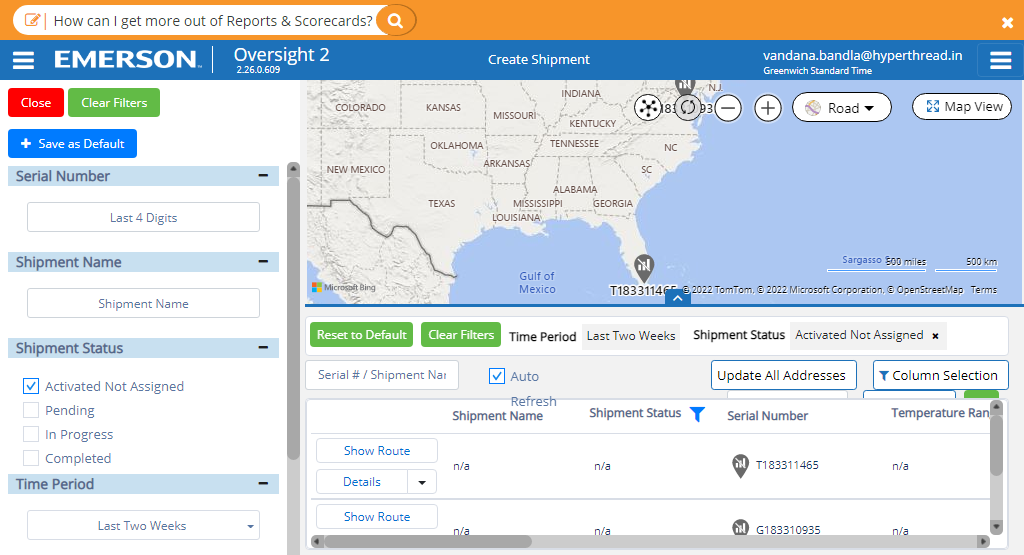 How can I get more out of Reports & Scorecards?
EMERSON
Oversight 2
2.26.0.609
Create Shipment
vandana.bandla@hyperthread.in
Greenwich Standard Time
Close
Clear Filters
Save as Default
Serial Number
Last 4 Digits
Shipment Name
Shipment Name
Shipment Status
Activated Not Assigned
Pending
In Progress
Completed
Time Period
Last Two Weeks
Road
Map View
INDIANA
NJ
COLORADO
KANSAS
MISSOURI
KENTUCKY
OKLAHOMA
TENNESSEE
NC
NEW MEXICO
ARKANSAS
SC
ALABAMA
TEXAS
MISSISSIPPI
GEORGIA
LOUISIANA
Gulf of
Mexico
Sargasso
500 miles
500 km
Microsoft Bing
T183311465
© 2022 TomTom, © 2022 Microsoft Corporation, © OpenStreetMap Terms
Reset to Default
Clear Filters
Time Period
Last Two Weeks
Shipment Status
Activated Not Assigned
Serial # / Shipment Nar
Auto
Refresh
Update All Addresses
Column Selection
Shipment Name
Shipment Status
Serial Number
Temperature Ran
Show Route
Details
n/a
n/a
T183311465
n/a
Show Route
n/a
n/a
G183310935
n/a